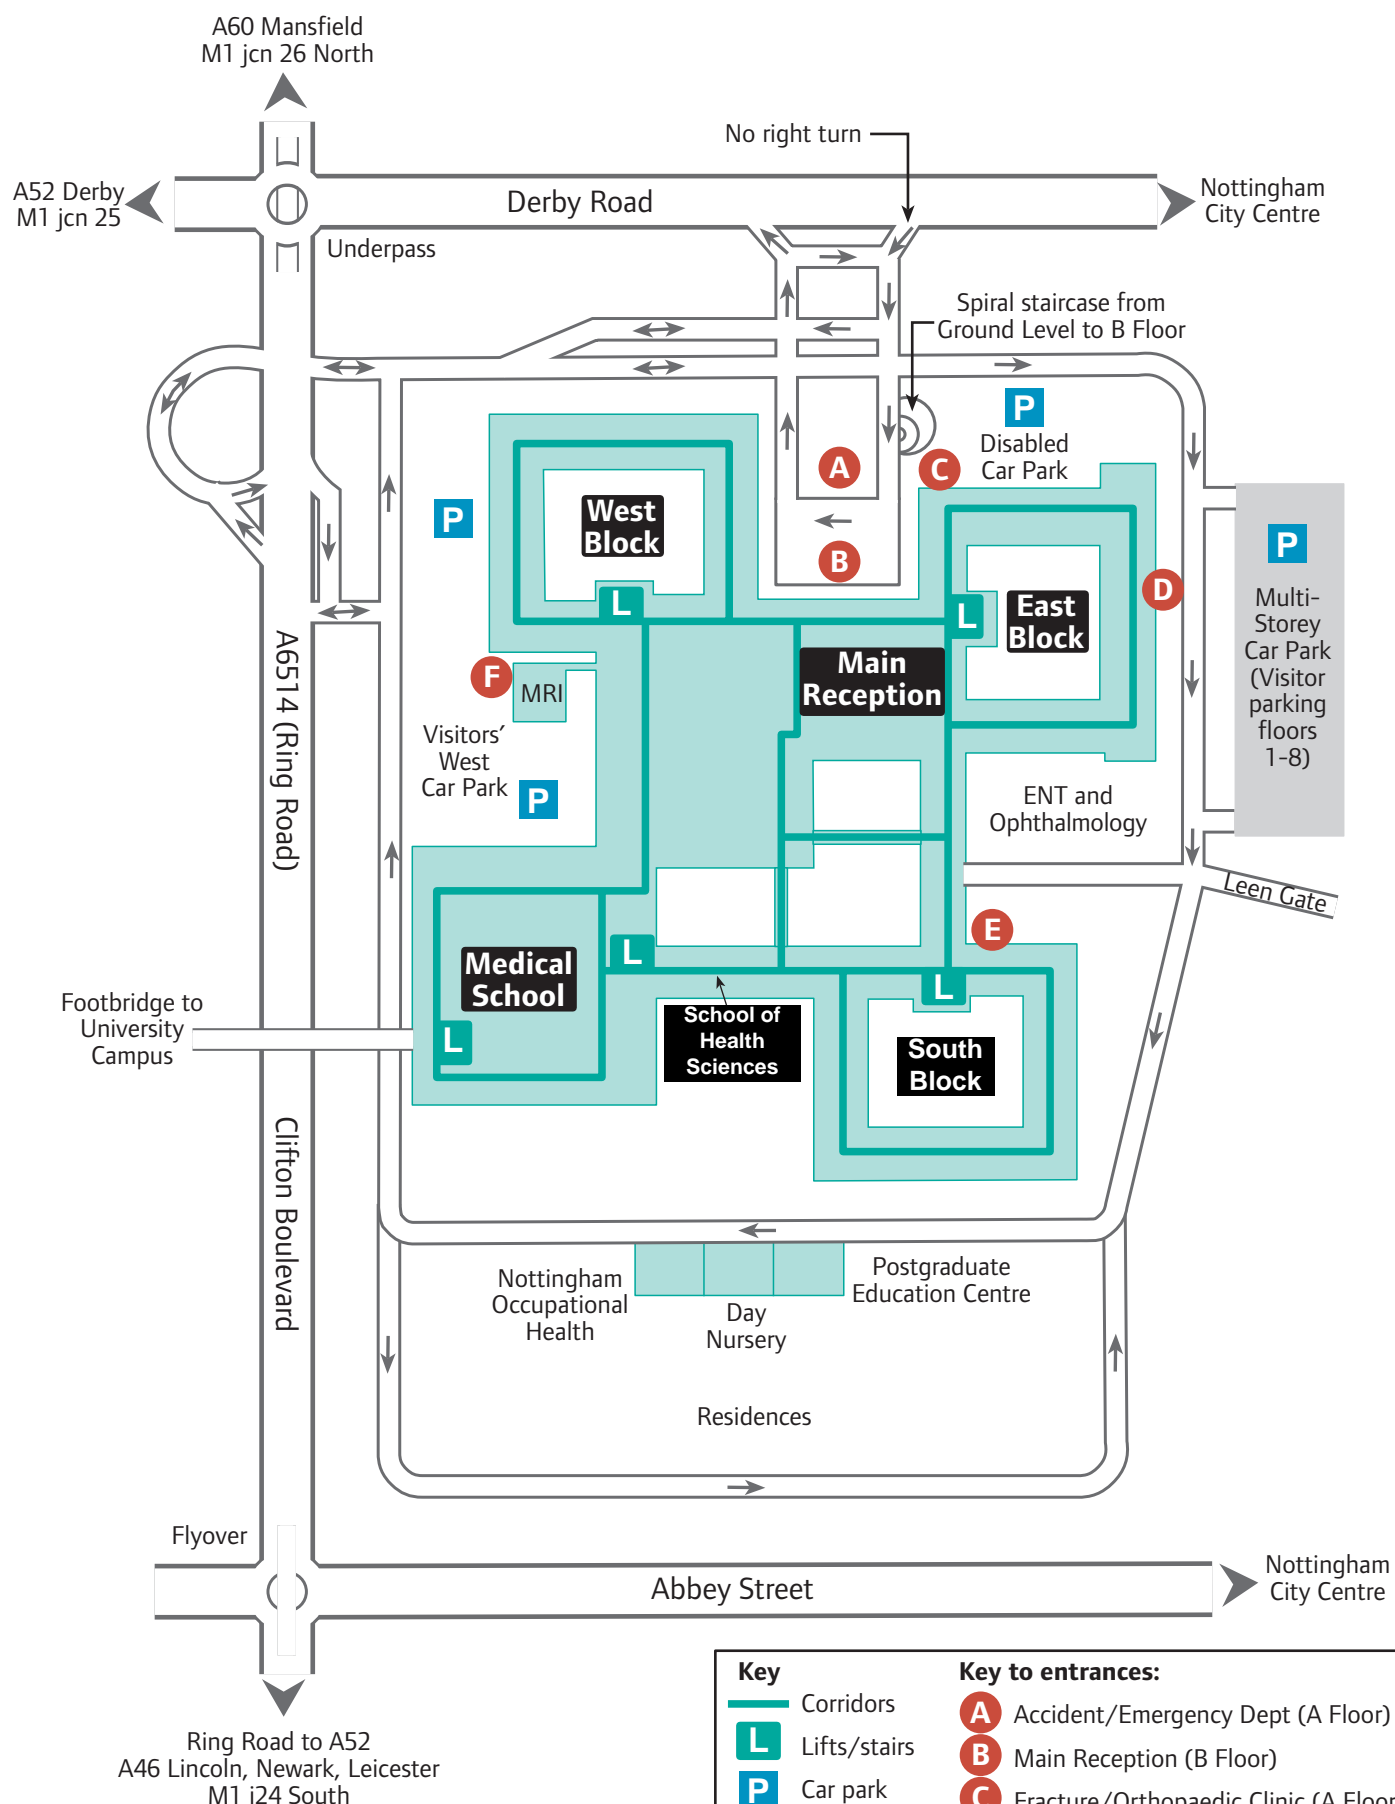 A60 Mansfield
M1 jcn 26 North
No right turn
A52 Derby
M1 jcn 25
Derby Road
Nottingham
City Centre
Underpass
Spiral staircase from
Ground Level to B Floor
P
Disabled
Car Park
A
C
P
West
Block
P
B
D
Multi-
Storey
Car Park
(Visitor
parking
floors
1-8)
L
L
East
Block
A6514 (Ring Road)
Main
Reception
F
MRI
Visitors'
West
Car Park
P
ENT and
Ophthalmology
Leen Gate
E
L
Medical
School
L
Footbridge to
University
Campus
L
School of
Health
Sciences
South
Block
Clifton Boulevard
Nottingham
Occupational
Health
Day
Nursery
Postgraduate
Education Centre
Residences
Flyover
Abbey Street
Nottingham
City Centre
Ring Road to A52
A46 Lincoln, Newark, Leicester
M1 j24 South
Key
Corridors
L Lifts/stairs
P Car park
Key to entrances:
A Accident/Emergency Dept (A Floor)
B Main Reception (B Floor)
C Fracture/Orthopaedic Clinic (A Floor